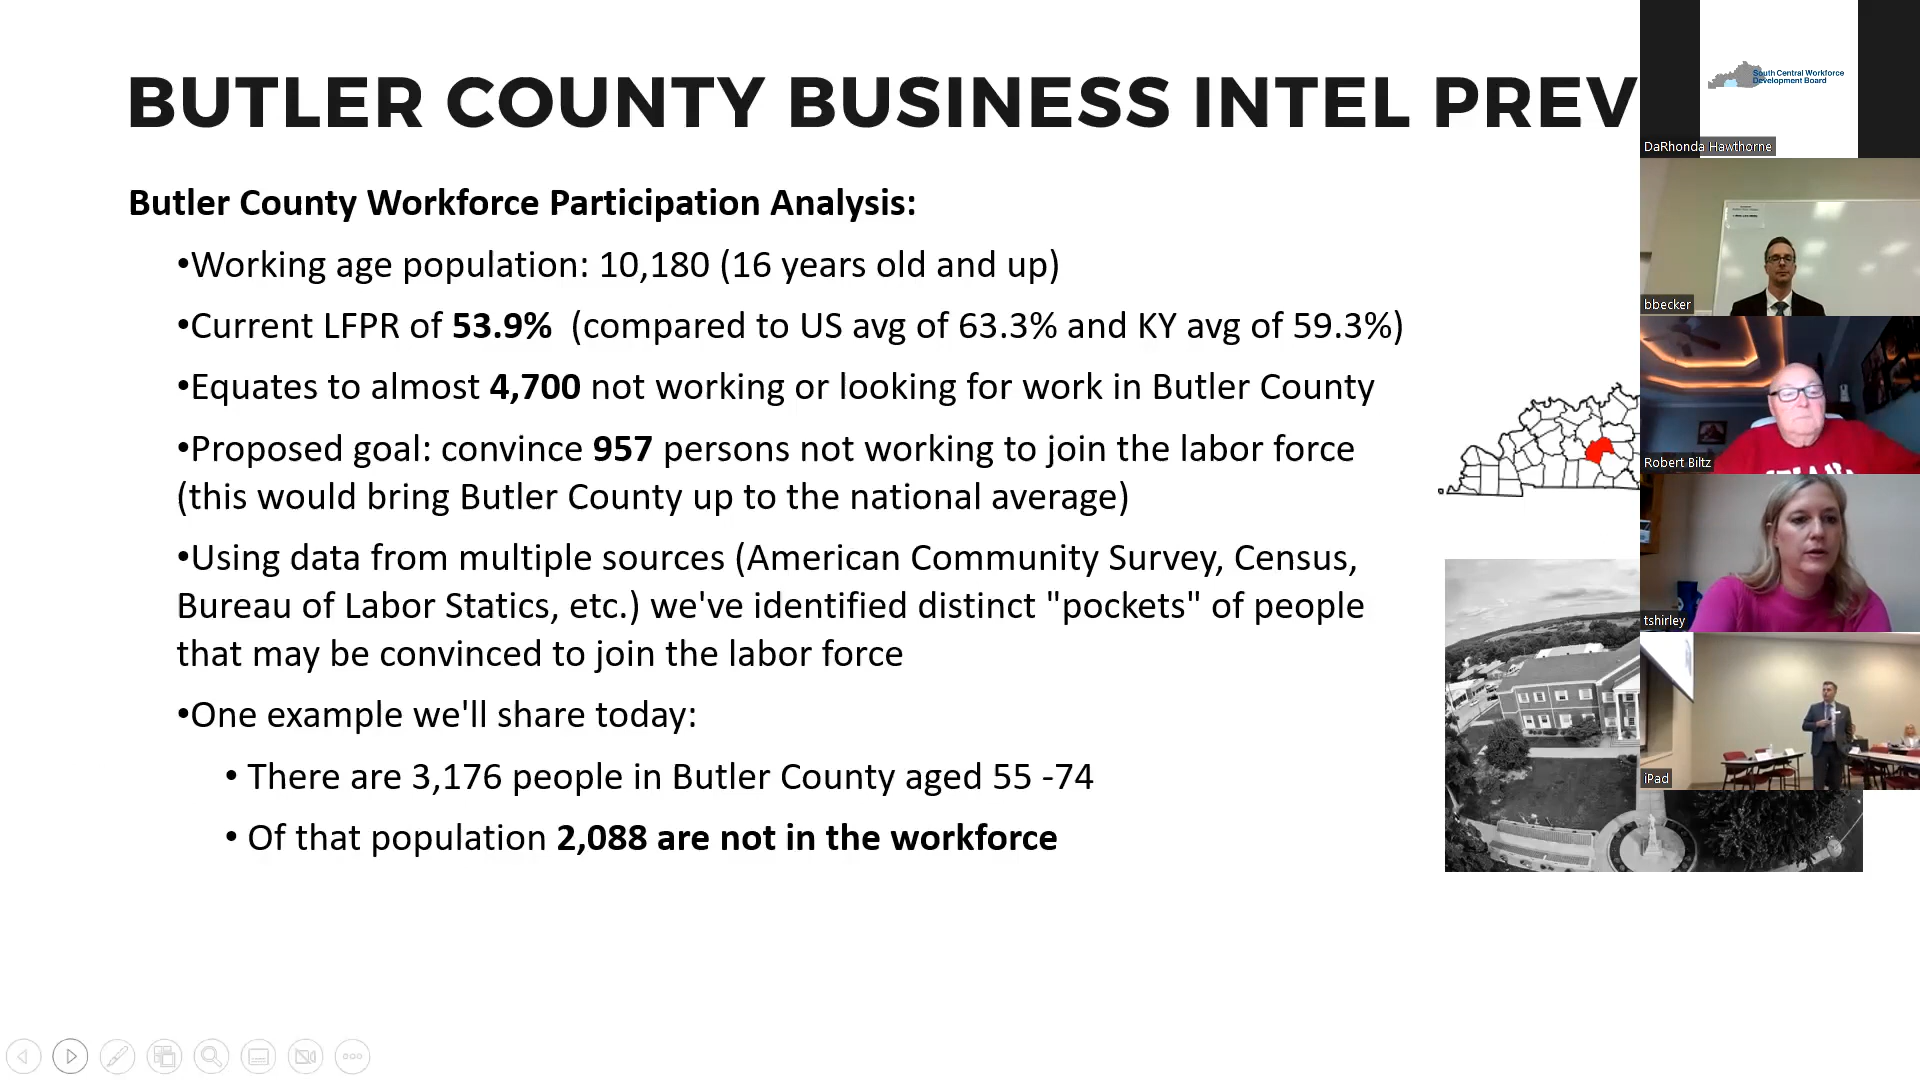 BUTLER COUNTY BUSINESS INTEL PREV
Butler County Workforce Participation Analysis:
•Working age population: 10,180 (16 years old and up)
•Current LFPR of 53.9% (compared to US avg of 63.3% and KY avg of 59.3%)
•Equates to almost 4,700 not working or looking for work in Butler County
•Proposed goal: convince 957 persons not working to join the labor force
(this would bring Butler County up to the national average)
•Using data from multiple sources (American Community Survey, Census,
Bureau of Labor Statics, etc.) we've identified distinct "pockets" of people
that may be convinced to join the labor force
•One example we'll share today:
• There are 3,176 people in Butler County aged 55 -74
• Of that population 2,088 are not in the workforce
South Central Workforce
Development Board
DaRhonda Hawthorne
bbecker
Robert Biltz
tshirley
iPad